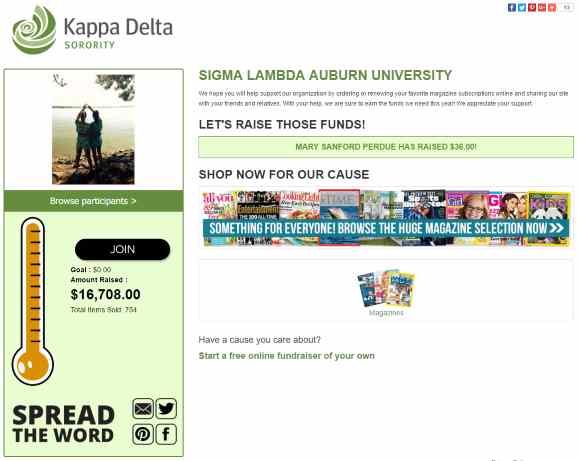 Kappa Delta
SORORITY
93
SIGMA LAMBDA AUBURN UNIVERSITY
We hope you will help support our organization by ordering or renewing your favorite magazine subscriptions online and sharing our site
with your friends and relatives. With your help, we are sure to earn the funds we need this year! We appreciate your support.
LET'S RAISE THOSE FUNDS!
MARY SANFORD PERDUE HAS RAISED $36.00!
SHOP NOW FOR OUR CAUSE
Entertainment
TIME
Girl
SOMETHING FOR EVERYONE! BROWSE THE HUGE MAGAZINE SELECTION NOW >>
Magazines
Have a cause you care about?
Start a free online fundraiser of your own
Browse participants >
JOIN
Goal : $0.00
Amount Raised :
$16,708.00
Total Items Sold: 754
SPREAD
THE WORD